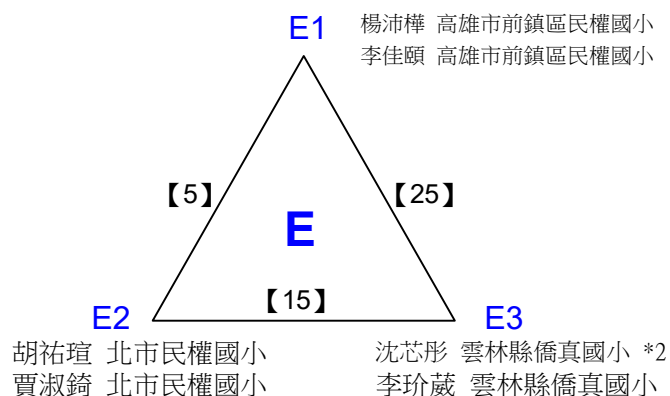 E1
楊沛樺 高雄市前鎮區民權國小
李佳頤 高雄市前鎮區民權國小
【5】
【25】
E
【15】
E2
E3
胡祐瑄 北市民權國小
賈淑錡 北市民權國小
沈芯彤 雲林縣僑真國小 *2
李玠葳 雲林縣僑真國小